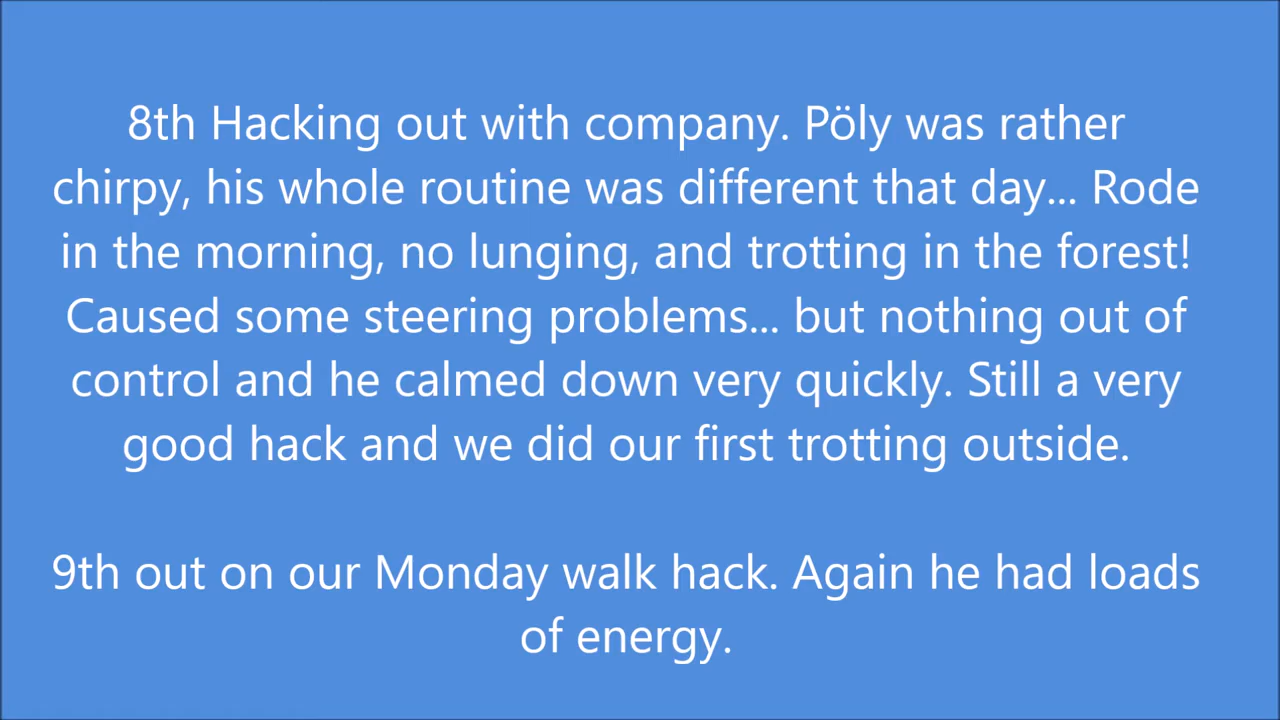 8th Hacking out with company. Pöly was rather
chirpy, his whole routine was different that day... Rode
in the morning, no lunging, and trotting in the forest!
Caused some steering problems... but nothing out of
control and he calmed down very quickly. Still a very
good hack and we did our first trotting outside.
9th out on our Monday walk hack. Again he had loads
of energy.